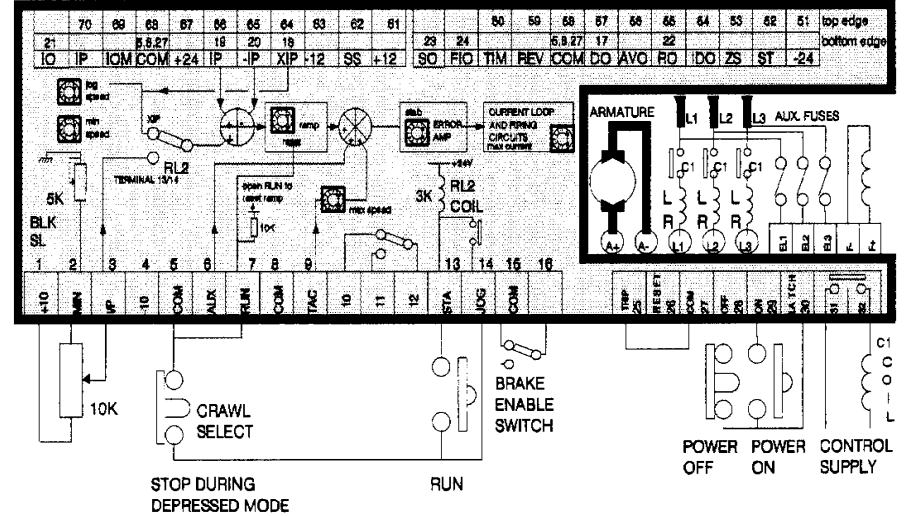 70 69 68 67 66 65 64 63 62 61 60 59 58 57 56 55 54 53 52 51 top edge
21 5,8,27 19 20 18 23 24 5,8,27 17 22 bottom edge
IO IP IOM COM +24 IP -IP XIP -12 SS +12 SO FIO TIM REV COM DO AVO RO IDO ZS ST -24
jog
speed
min
speed
XIP
RL2
TERMINAL 13/14
ramp
reset
open RUN to
reset ramp
10K
max speed
stab
ERROR
AMP
CURRENT LOOP
AND FIRING
CIRCUITS
max current
+24V
3K
RL2
COIL
5K
BLK
SL
ARMATURE
L1 L2 L3 AUX. FUSES
C1 C1 C1
L L L
R R R
A+ A- L1 L2 L3 EL1 EL2 EL3 F- F+
1 2 3 4 5 6 7 8 9 13 14 15 16
+10 MIN I/P -10 COM AUX RUN COM TAC 10 11 12 STA JOG COM
TRIP RESET COM OFF ON LATCH
25 26 27 28 29 30 31 32
10K
CRAWL
SELECT
STOP DURING
DEPRESSED MODE
RUN
BRAKE
ENABLE
SWITCH
POWER
OFF
POWER
ON
CONTROL
SUPPLY
C1
COIL